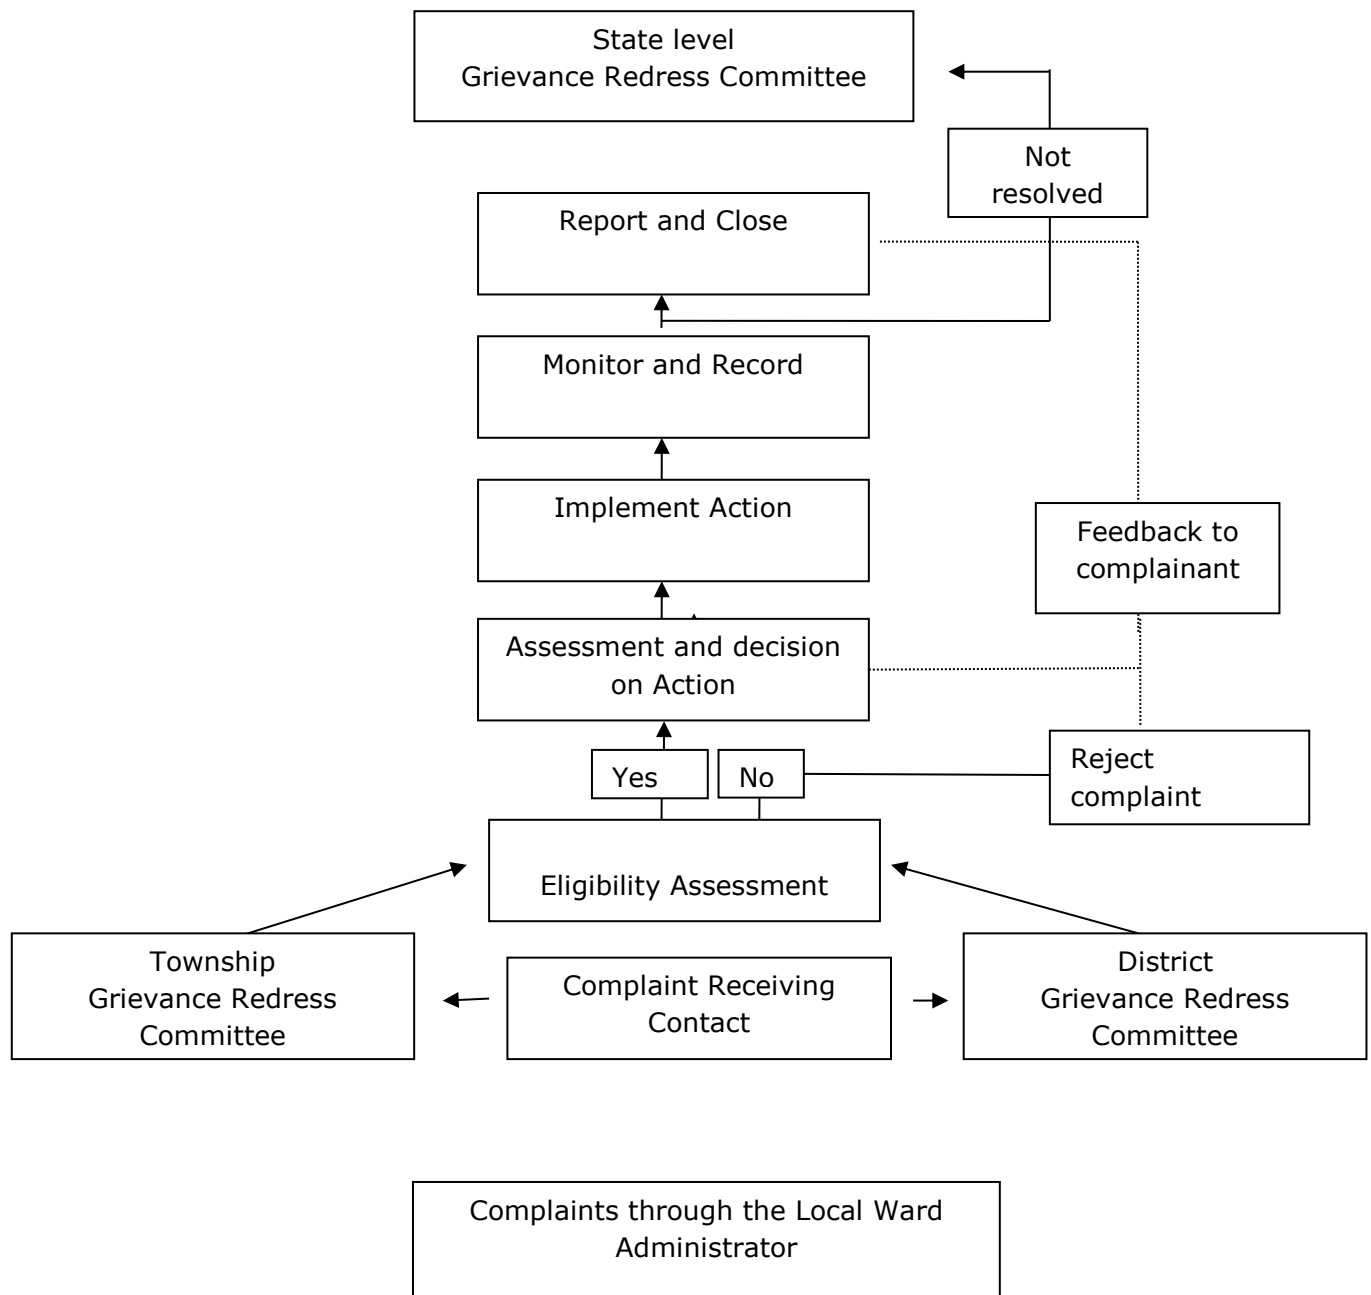 State level
Grievance Redress Committee
Not
resolved
Report and Close
Monitor and Record
Implement Action
Feedback to
complainant
Assessment and decision
on Action
Yes
No
Reject
complaint
Eligibility Assessment
Township
Grievance Redress
Committee
Complaint Receiving
Contact
District
Grievance Redress
Committee
Complaints through the Local Ward
Administrator